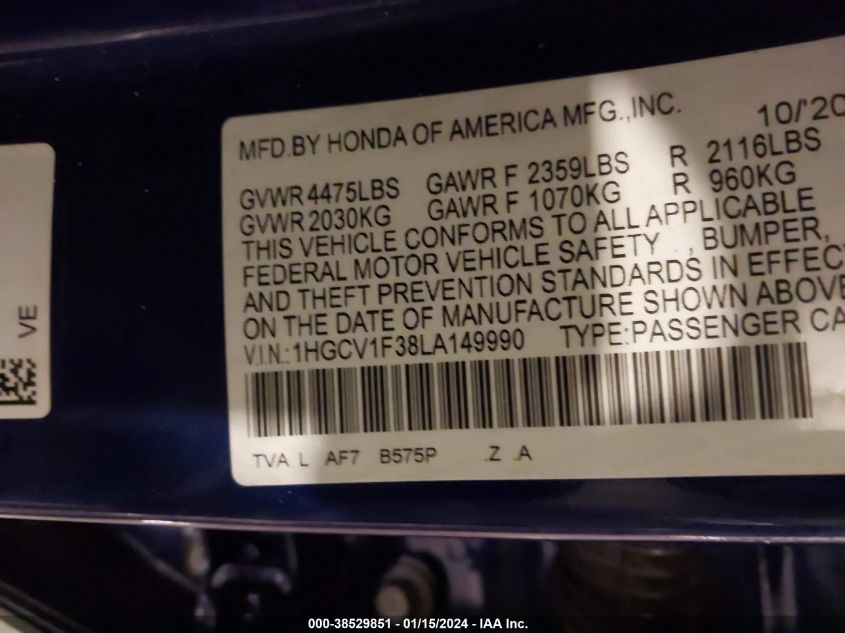 MFD.BY HONDA OF AMERICA MFG.,INC. 10/'20
GVWR 4475LBS GAWR F 2359LBS R 2116LBS
GVWR 2030KG GAWR F 1070KG R 960KG
THIS VEHICLE CONFORMS TO ALL APPLICABLE
FEDERAL MOTOR VEHICLE SAFETY , BUMPER,
AND THEFT PREVENTION STANDARDS IN EFFEC
ON THE DATE OF MANUFACTURE SHOWN ABOVE
V.I.N.:1HGCV1F38LA149990 TYPE:PASSENGER CA
TVA L AF7 B575P .Z .A
VE
000-38529851 - 01/15/2024 - IAA Inc.